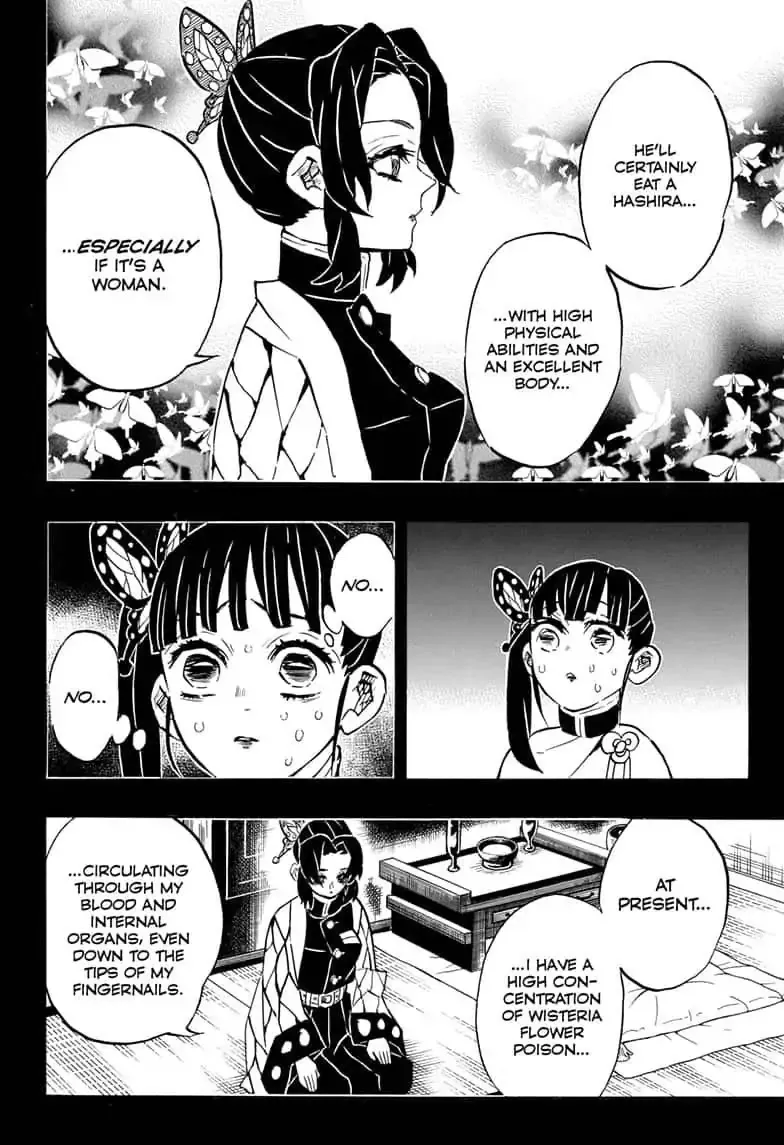 HE'LL
CERTAINLY
EAT A
HASHIRA...
...WITH HIGH
PHYSICAL
ABILITIES AND
AN EXCELLENT
BODY...
...ESPECIALLY
IF IT'S A
WOMAN.
NO...
NO...
AT
PRESENT...
...I HAVE A
HIGH CON-
CENTRATION
OF WISTERIA
FLOWER
POISON...
...CIRCULATING
THROUGH MY
BLOOD AND
INTERNAL
ORGANS, EVEN
DOWN TO THE
TIPS OF MY
FINGERNAILS.